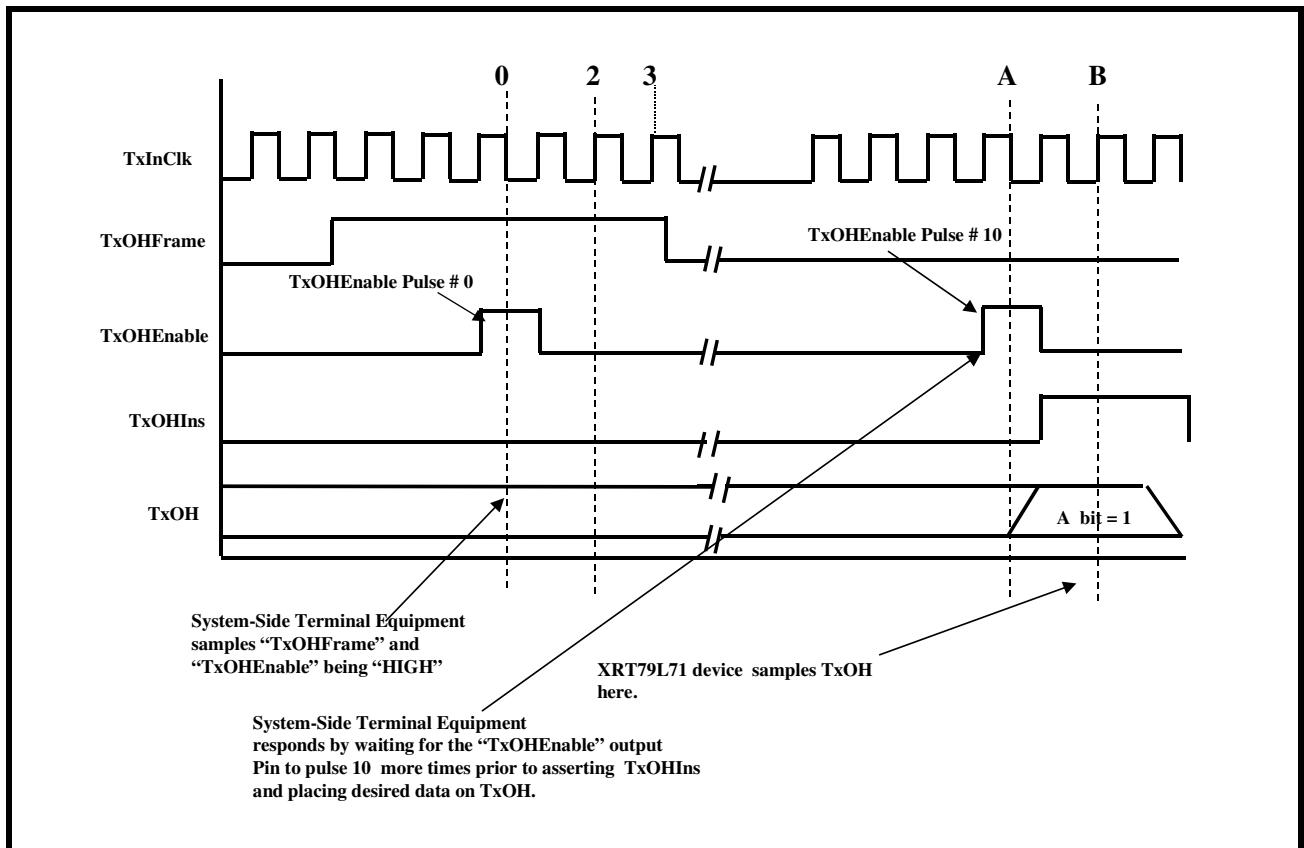 0 2 3 A B
TxInClk
TxOHFrame
TxOHEnable Pulse # 10
TxOHEnable Pulse # 0
TxOHEnable
TxOHIns
TxOH
A bit = 1
System-Side Terminal Equipment
samples “TxOHFrame” and
“TxOHEnable” being “HIGH”
XRT79L71 device samples TxOH
here.
System-Side Terminal Equipment
responds by waiting for the “TxOHEnable” output
Pin to pulse 10 more times prior to asserting TxOHIns
and placing desired data on TxOH.